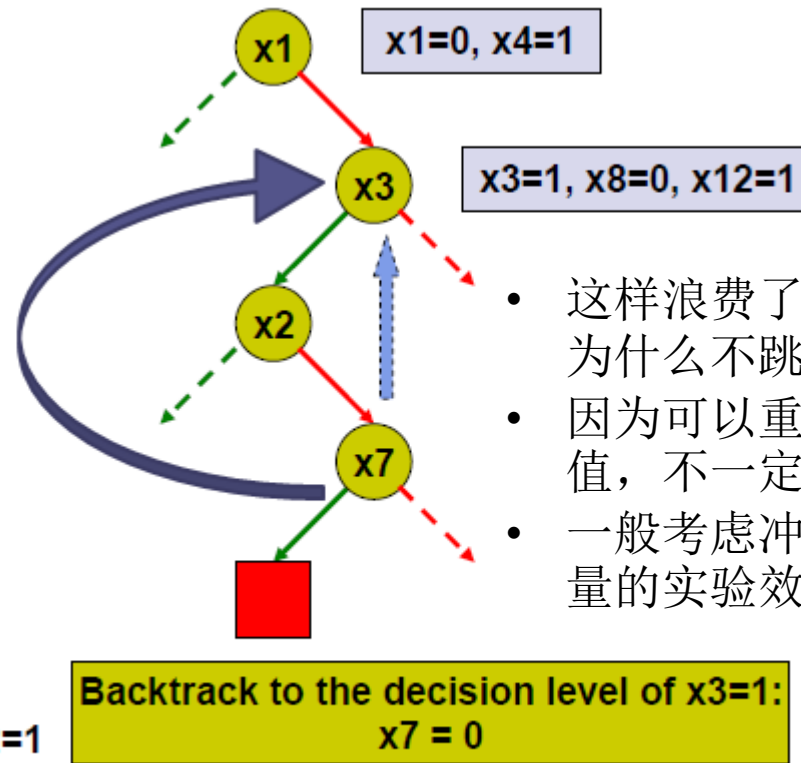 x1
x1=0, x4=1
x3
x3=1, x8=0, x12=1
• 这样浪费了
为什么不跳
x2
• 因为可以重
值，不一定
x7
• 一般考虑冲
量的实验效
Backtrack to the decision level of x3=1:
x7 = 0
=1